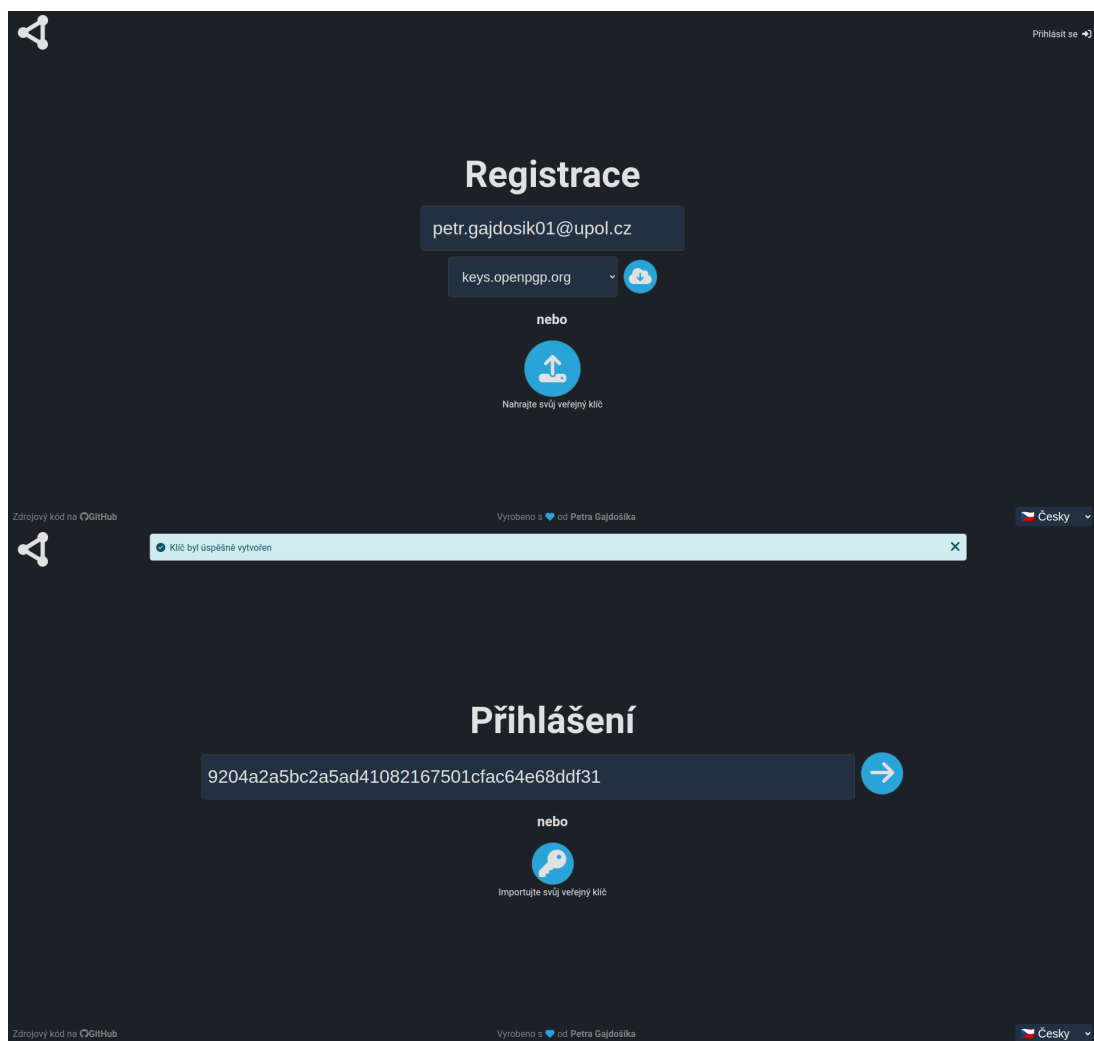 Přihlásit se
Registrace
petr.gajdosik01@upol.cz
keys.openpgp.org
nebo
Nahrajte svůj veřejný klíč
Zdrojový kód na GitHub
Vyrobeno s od Petra Gajdošíka
Česky
Klíč byl úspěšně vytvořen
Přihlášení
9204a2a5bc2a5ad41082167501cfac64e68ddf31
nebo
Importujte svůj veřejný klíč
Zdrojový kód na GitHub
Vyrobeno s od Petra Gajdošíka
Česky